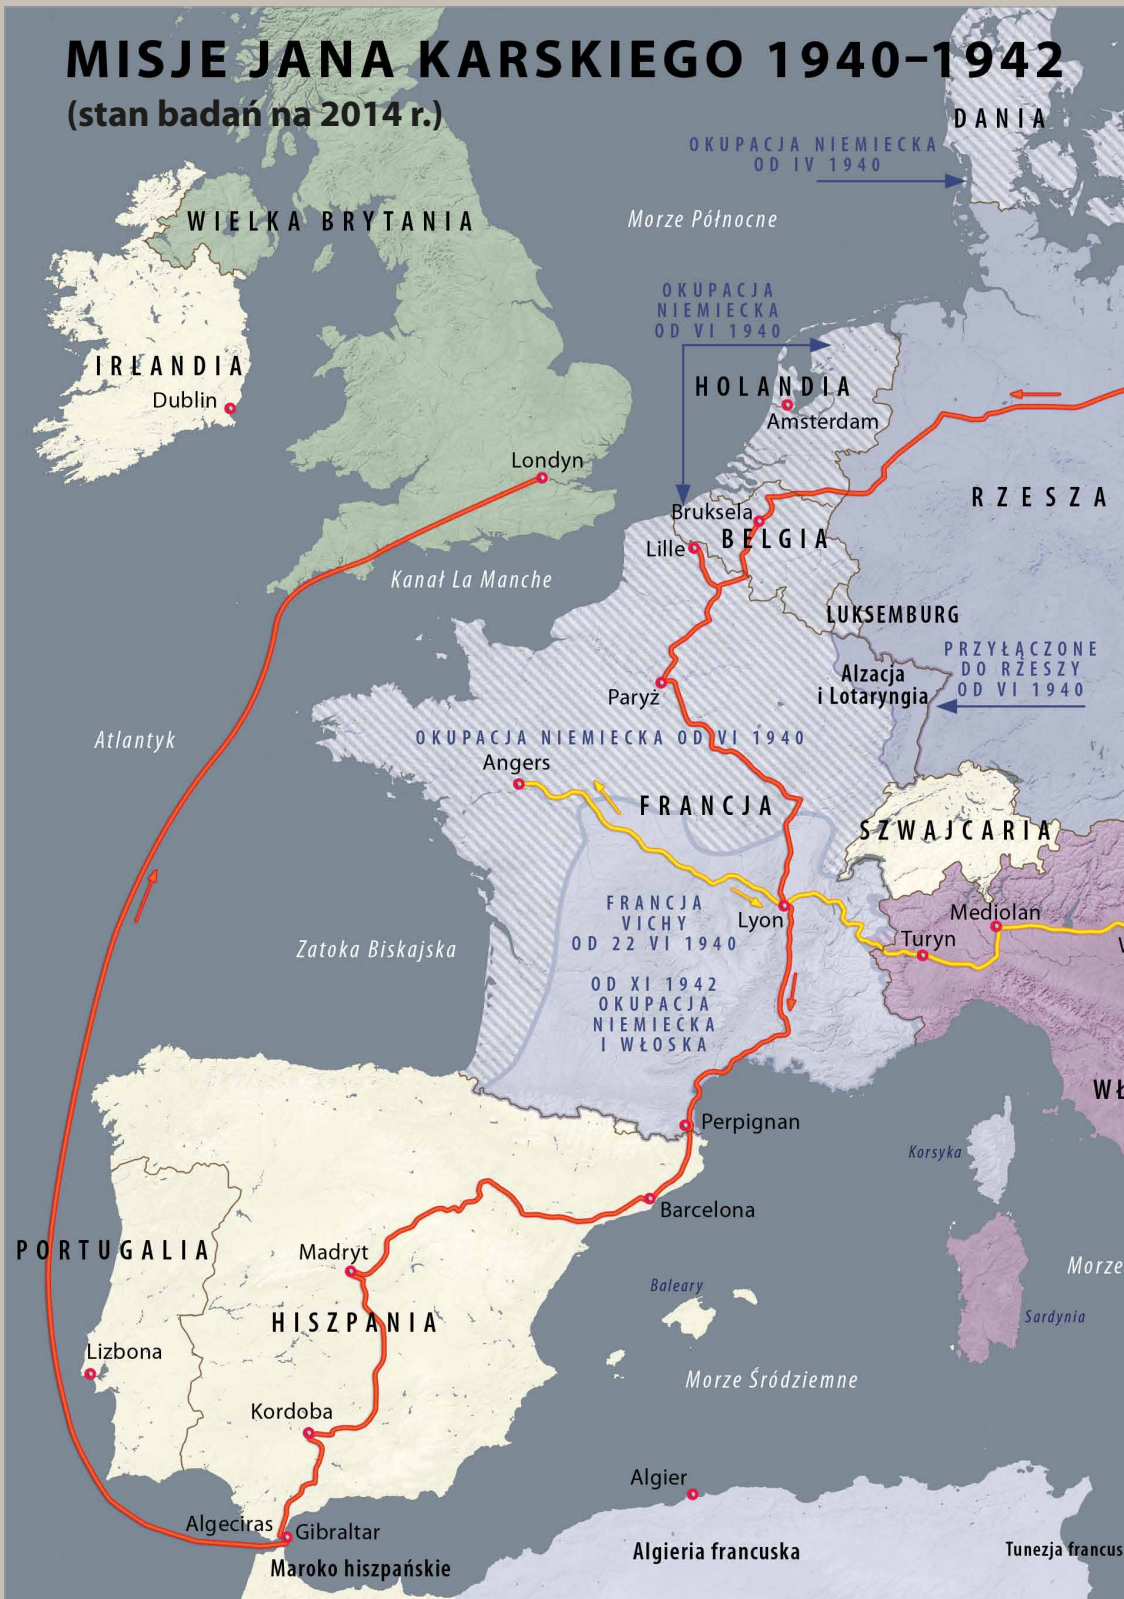 MISJE JANA KARSKIEGO 1940–1942
(stan badań na 2014 r.)
DANIA
OKUPACJA NIEMIECKA
OD IV 1940
Morze Północne
WIELKA BRYTANIA
OKUPACJA
NIEMIECKA
OD VI 1940
IRLANDIA
Dublin
HOLANDIA
Amsterdam
Londyn
RZESZA
Bruksela
BELGIA
Lille
Kanał La Manche
LUKSEMBURG
PRZYŁĄCZONE
DO RZESZY
OD VI 1940
Alzacja
i Lotaryngia
Paryż
Atlantyk
OKUPACJA NIEMIECKA OD VI 1940
Angers
FRANCJA
SZWAJCARIA
FRANCJA
VICHY
OD 22 VI 1940
OD XI 1942
OKUPACJA
NIEMIECKA
I WŁOSKA
Lyon
Mediolan
Turyn
Zatoka Biskajska
WŁ
Perpignan
Korsyka
Barcelona
PORTUGALIA
Madryt
Morze
Baleary
HISZPANIA
Sardynia
Lizbona
Morze Śródziemne
Kordoba
Algier
Algeciras
Gibraltar
Maroko hiszpańskie
Algieria francuska
Tunezja francus